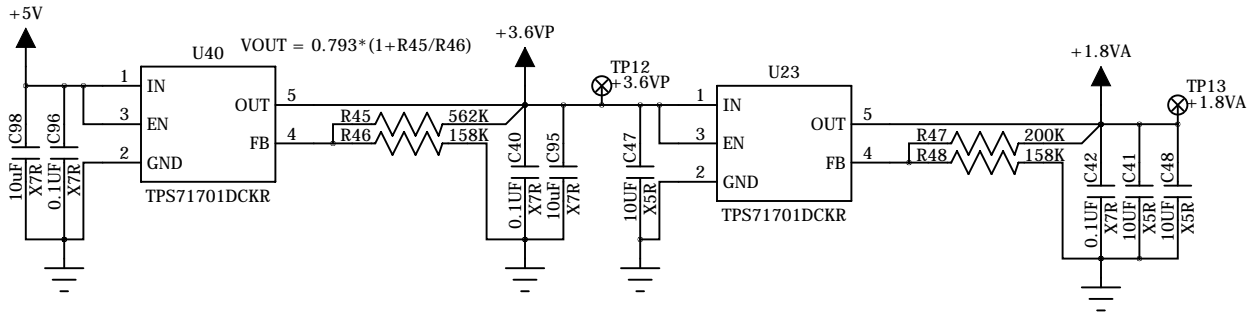 +5V
U40
VOUT = 0.793*(1+R45/R46)
+3.6VP
TP12
+3.6VP
U23
+1.8VA
TP13
+1.8VA
1
IN
3
EN
2
GND
OUT
5
FB
4
TPS71701DCKR
C98
10uF
X7R
C96
0.1UF
X7R
R45
562K
R46
158K
C40
0.1UF
X7R
C95
10uF
X7R
C47
10UF
X5R
1
IN
3
EN
2
GND
OUT
5
FB
4
TPS71701DCKR
R47
200K
R48
158K
C42
0.1UF
X7R
C41
10UF
X5R
C48
10UF
X5R